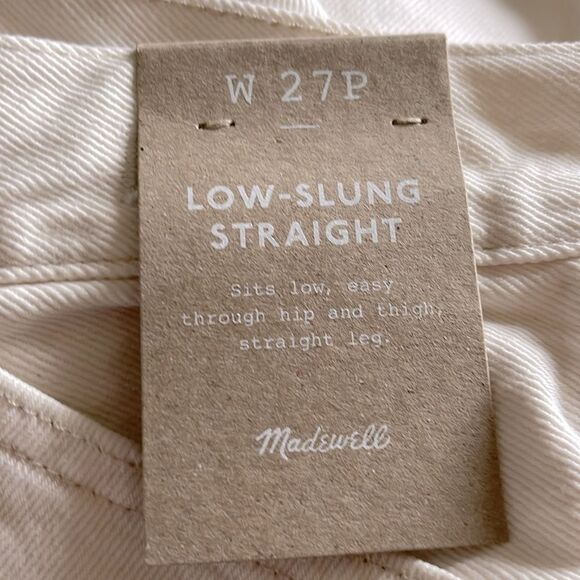 W 27P
LOW-SLUNG
STRAIGHT
Sits low, easy
through hip and thigh,
straight leg.
Madewell